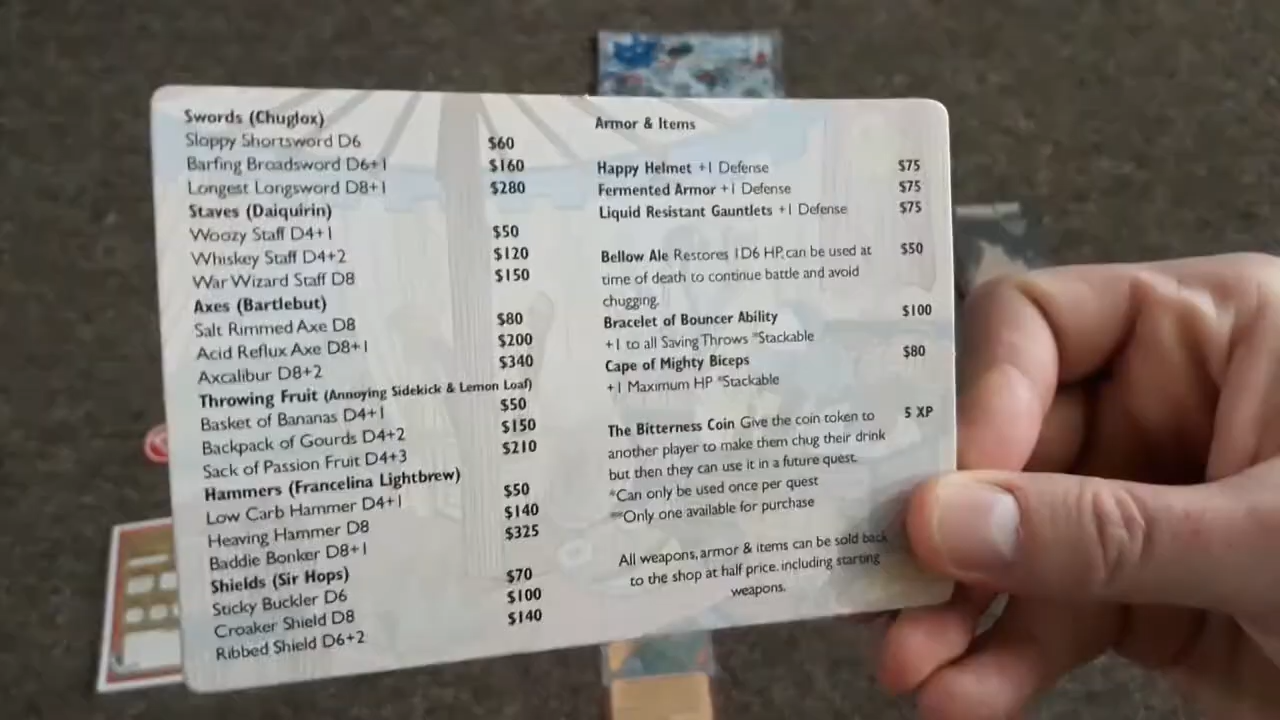 Swords (Chuglox)
Sloppy Shortsword D6 $60
Barfing Broadsword D6+1 $160
Longest Longsword D8+1 $280
Staves (Daiquirin)
Woozy Staff D4+1 $50
Whiskey Staff D4+2 $120
War Wizard Staff D8 $150
Axes (Bartlebut)
Salt Rimmed Axe D8 $80
Acid Reflux Axe D8+1 $200
Axcalibur D8+2 $340
Throwing Fruit (Annoying Sidekick & Lemon Loaf)
Basket of Bananas D4+1 $50
Backpack of Gourds D4+2 $150
Sack of Passion Fruit D4+3 $210
Hammers (Francelina Lightbrew)
Low Carb Hammer D4+1 $50
Heaving Hammer D8 $140
Baddie Bonker D8+1 $325
Shields (Sir Hops)
Sticky Buckler D6 $70
Croaker Shield D8 $100
Ribbed Shield D6+2 $140
Armor & Items
Happy Helmet +1 Defense $75
Fermented Armor +1 Defense $75
Liquid Resistant Gauntlets +1 Defense $75
Bellow Ale Restores 1D6 HP, can be used at $50
time of death to continue battle and avoid
chugging.
Bracelet of Bouncer Ability $100
+1 to all Saving Throws *Stackable
Cape of Mighty Biceps $80
+1 Maximum HP *Stackable
The Bitterness Coin Give the coin token to 5 XP
another player to make them chug their drink
but then they can use it in a future quest.
*Can only be used once per quest
**Only one available for purchase
All weapons, armor & items can be sold back
to the shop at half price, including starting
weapons.